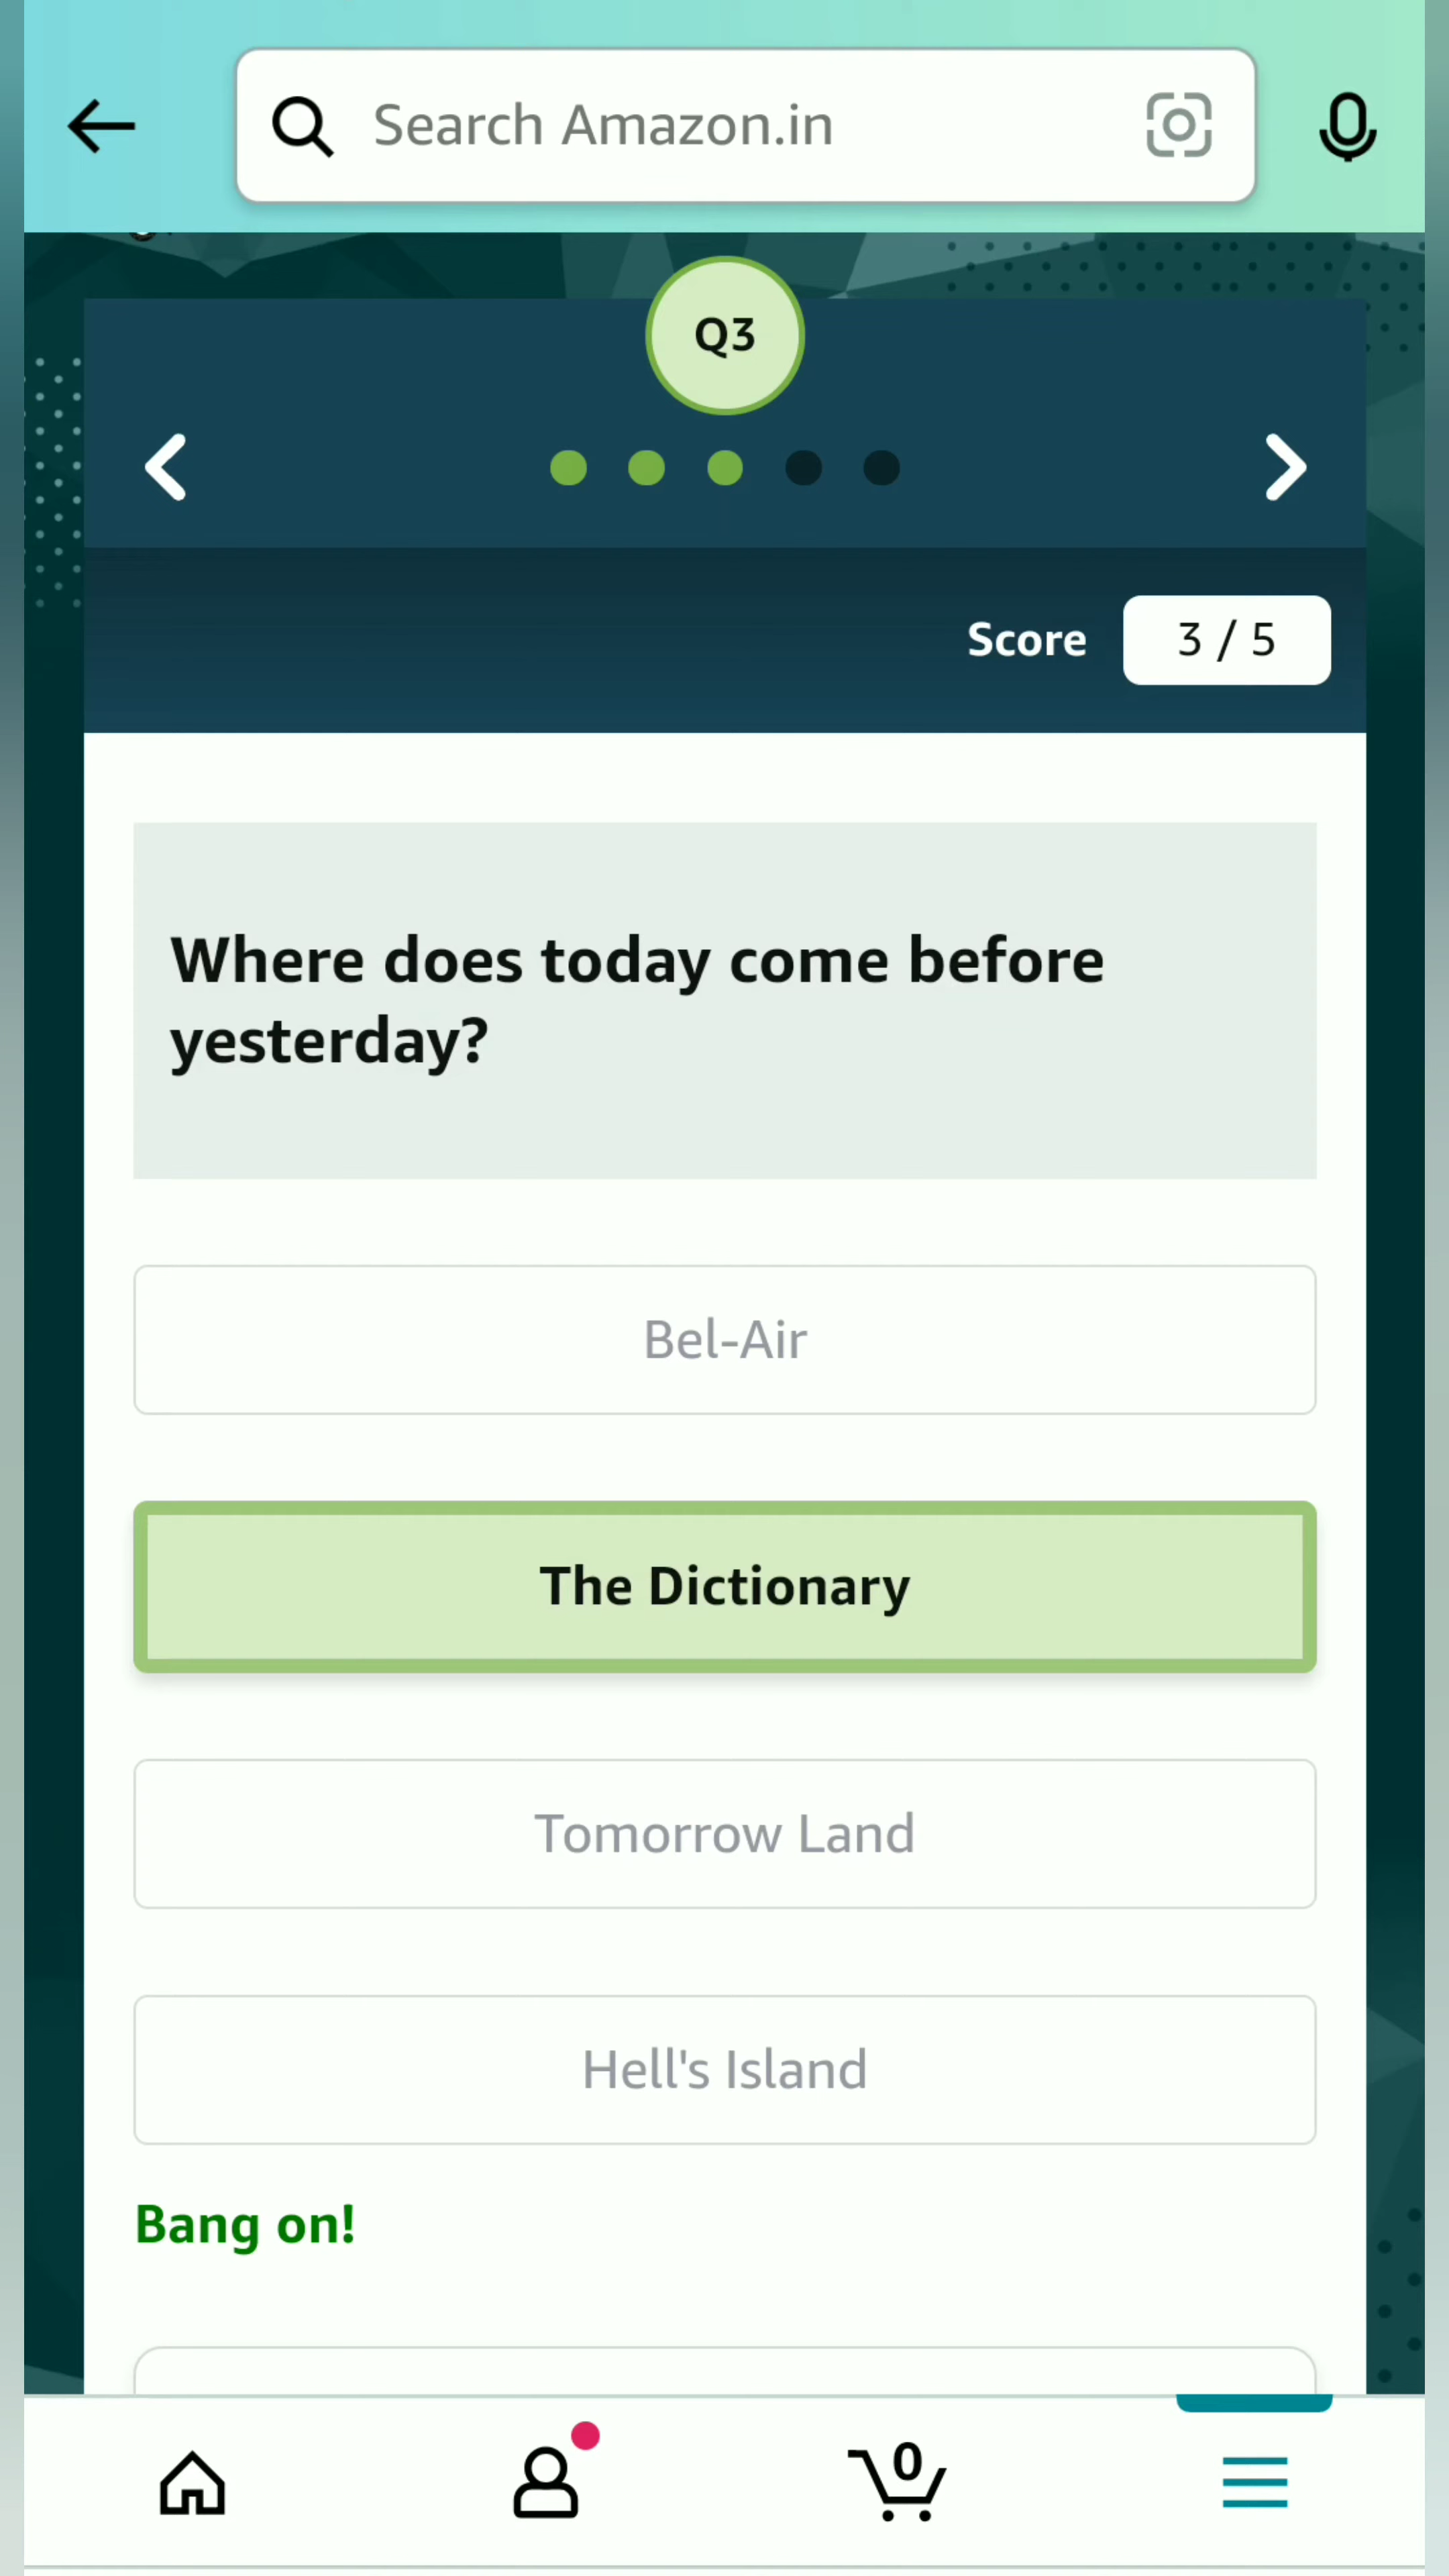 Search Amazon.in
Q3
Score 3 / 5
Where does today come before
yesterday?
Bel-Air
The Dictionary
Tomorrow Land
Hell's Island
Bang on!
0